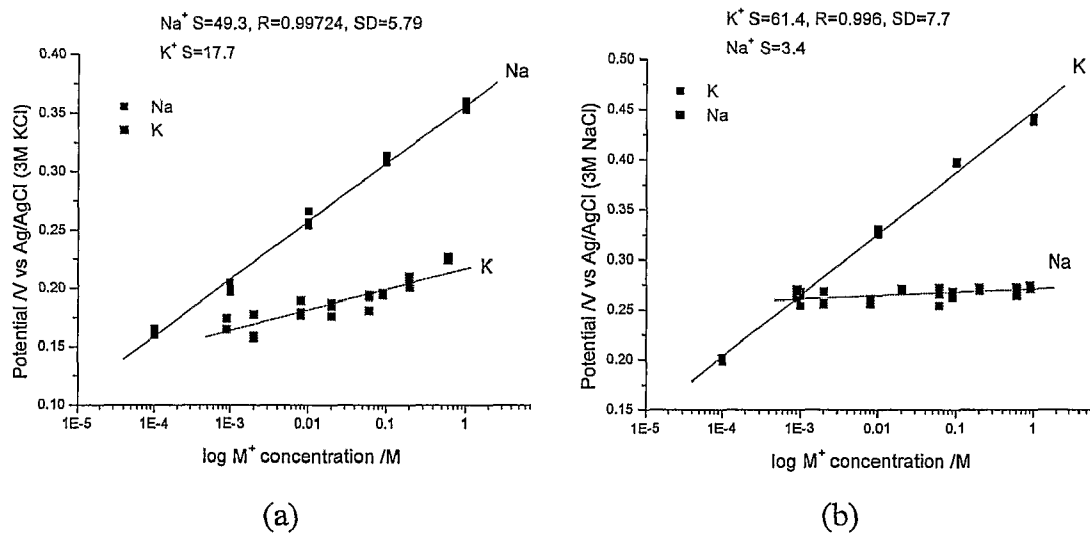 Na⁺ S=49.3, R=0.99724, SD=5.79
K⁺ S=17.7
Na
Na
K
K
Potential /V vs Ag/AgCl (3M KCl)
0.40
0.35
0.30
0.25
0.20
0.15
0.10
1E-5 1E-4 1E-3 0.01 0.1 1
log M⁺ concentration /M
(a)
K⁺ S=61.4, R=0.996, SD=7.7
Na⁺ S=3.4
K
K
Na
Na
Potential /V vs Ag/AgCl (3M NaCl)
0.50
0.45
0.40
0.35
0.30
0.25
0.20
0.15
1E-5 1E-4 1E-3 0.01 0.1 1
log M⁺ concentration /M
(b)